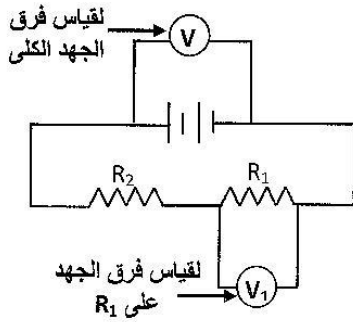 لقياس فرق
الجهد الكلى
V
R2
R1
لقياس فرق الجهد
على R1
V1